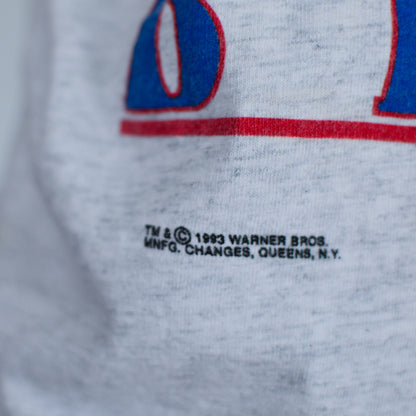 TM & © 1993 WARNER BROS.
MNFG. CHANGES, QUEENS, N.Y.